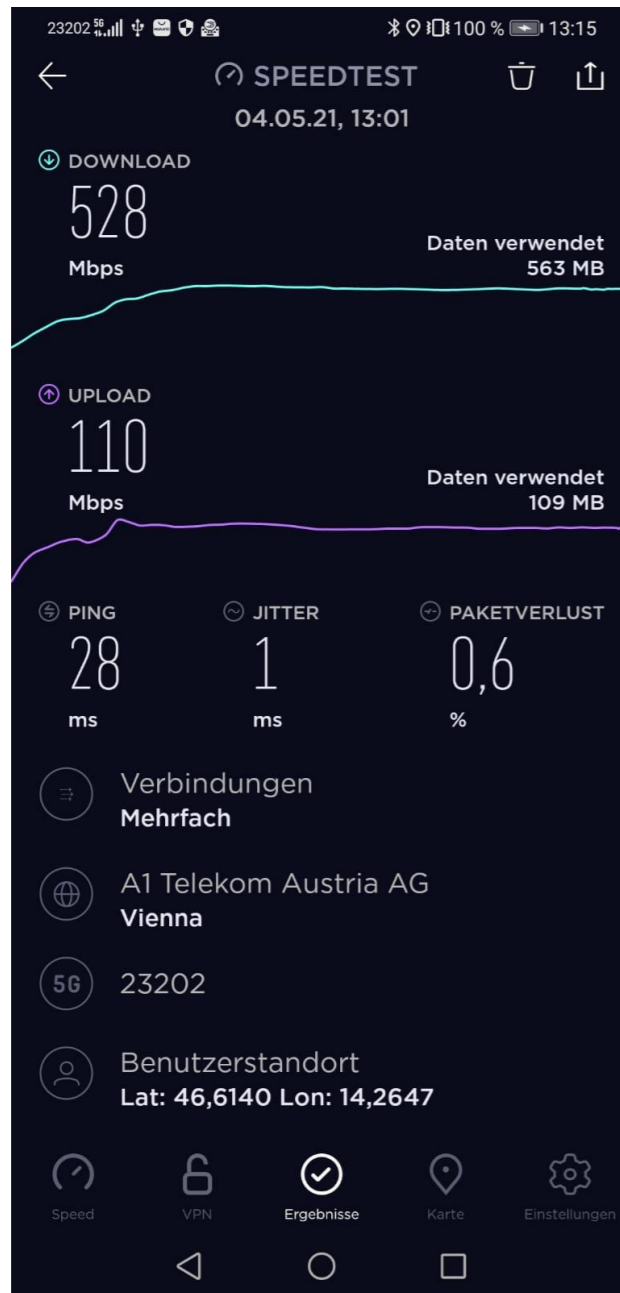 23202 5G 100 % 13:15
SPEEDTEST
04.05.21, 13:01
DOWNLOAD
528
Mbps
Daten verwendet
563 MB
UPLOAD
110
Mbps
Daten verwendet
109 MB
PING JITTER PAKETVERLUST
28 1 0,6
ms ms %
Verbindungen
Mehrfach
A1 Telekom Austria AG
Vienna
5G 23202
Benutzerstandort
Lat: 46,6140 Lon: 14,2647
Speed VPN Ergebnisse Karte Einstellungen